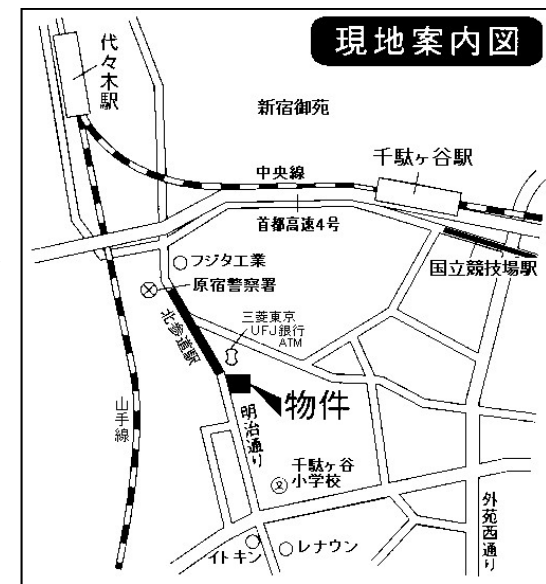 現地案内図
代々木駅
新宿御苑
千駄ヶ谷駅
中央線
首都高速4号
国立競技場駅
フジタ工業
原宿警察署
三菱東京
UFJ銀行
ATM
北参道駅
物件
山手線
明治通り
千駄ヶ谷
小学校
外苑西通り
イトキン
レナウン